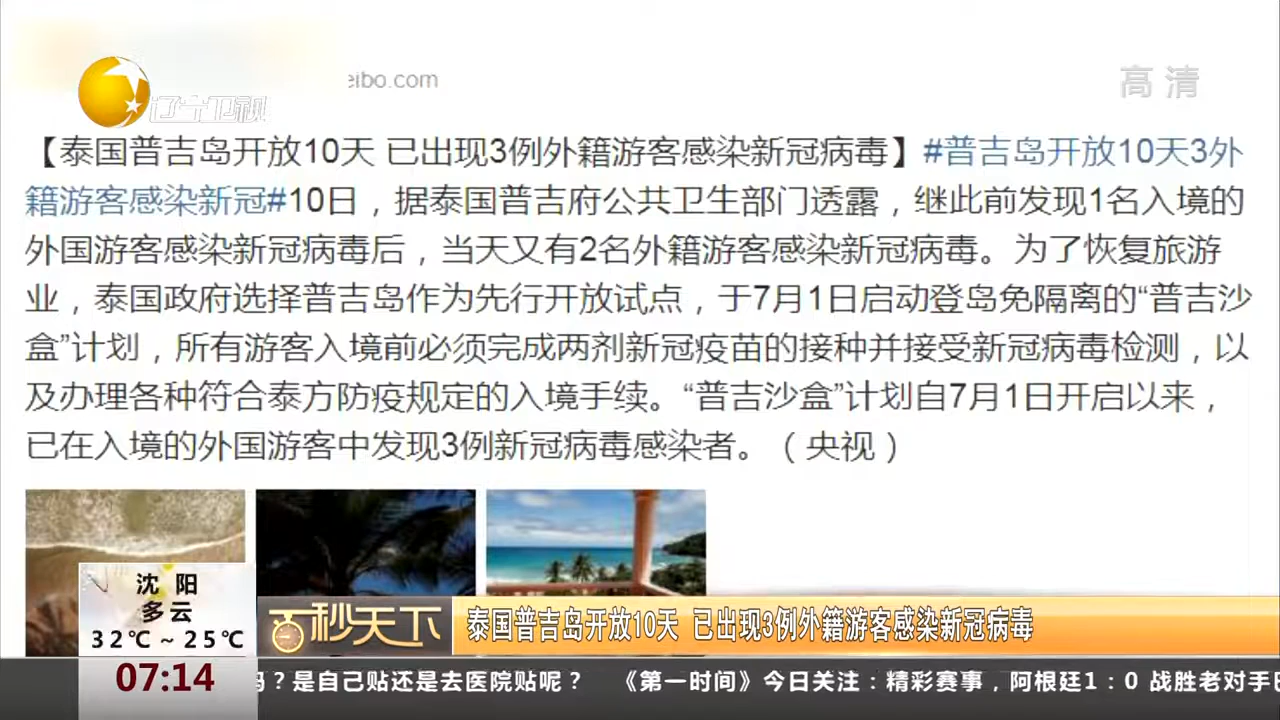 eibo.com
高清
辽宁卫视
【泰国普吉岛开放10天 已出现3例外籍游客感染新冠病毒】#普吉岛开放10天3外
籍游客感染新冠#10日，据泰国普吉府公共卫生部门透露，继此前发现1名入境的
外国游客感染新冠病毒后，当天又有2名外籍游客感染新冠病毒。为了恢复旅游
业，泰国政府选择普吉岛作为先行开放试点，于7月1日启动登岛免隔离的“普吉沙
盒”计划，所有游客入境前必须完成两剂新冠疫苗的接种并接受新冠病毒检测，以
及办理各种符合泰方防疫规定的入境手续。“普吉沙盒”计划自7月1日开启以来，
已在入境的外国游客中发现3例新冠病毒感染者。（央视）
沈阳
多云
32℃～25℃
07:14
百秒天下
泰国普吉岛开放10天 已出现3例外籍游客感染新冠病毒
吗？是自己贴还是去医院贴呢？ 《第一时间》今日关注：精彩赛事，阿根廷1：0 战胜老对手